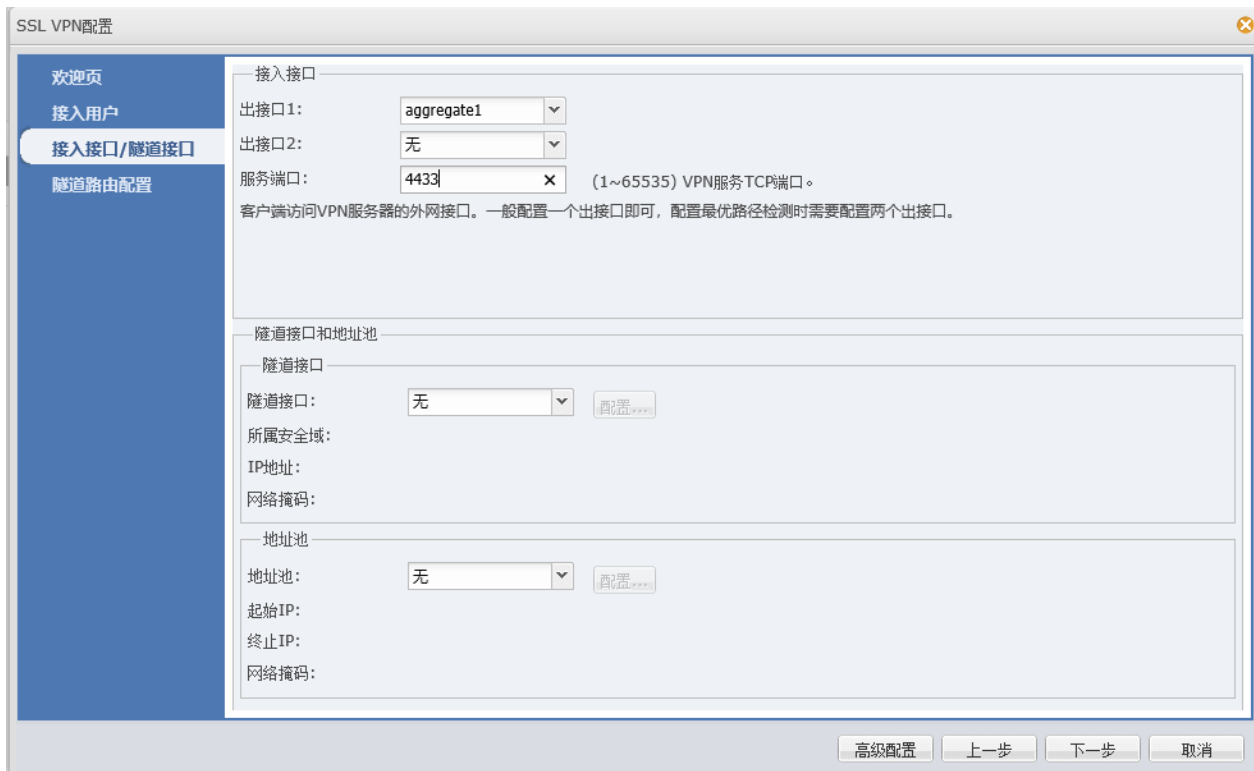 SSL VPN配置
欢迎页
接入用户
接入接口/隧道接口
隧道路由配置
接入接口
出接口1: aggregate1
出接口2: 无
服务端口: 4433 (1~65535) VPN服务TCP端口。
客户端访问VPN服务器的外网接口。一般配置一个出接口即可，配置最优路径检测时需要配置两个出接口。
隧道接口和地址池
隧道接口
隧道接口: 无 配置...
所属安全域:
IP地址:
网络掩码:
地址池
地址池: 无 配置...
起始IP:
终止IP:
网络掩码:
高级配置 上一步 下一步 取消